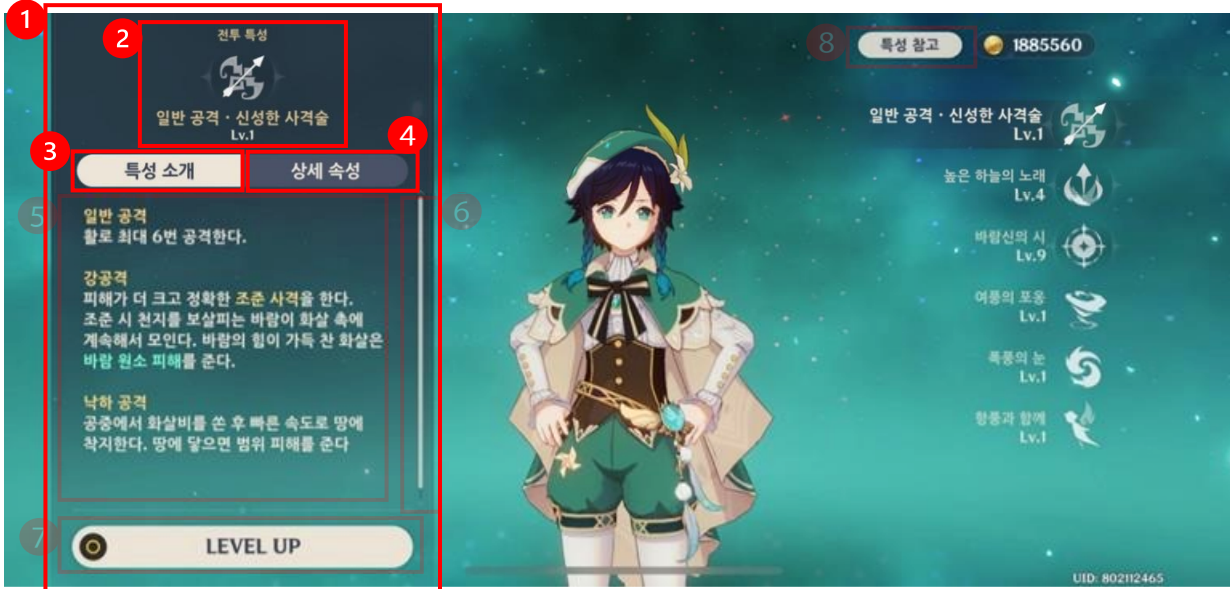 1
2
전투 특성
일반 공격 · 신성한 사격술
Lv.1
3
특성 소개
4
상세 속성
5
일반 공격
활로 최대 6번 공격한다.
강공격
피해가 더 크고 정확한 조준 사격을 한다.
조준 시 천지를 보살피는 바람이 화살 촉에
계속해서 모인다. 바람의 힘이 가득 찬 화살은
바람 원소 피해를 준다.
낙하 공격
공중에서 화살비를 쏜 후 빠른 속도로 땅에
착지한다. 땅에 닿으면 범위 피해를 준다
6
7
LEVEL UP
8
특성 참고
1885560
일반 공격 · 신성한 사격술
Lv.1
높은 하늘의 노래
Lv.4
바람신의 시
Lv.9
여풍의 포옹
Lv.1
폭풍의 눈
Lv.1
항풍과 함께
Lv.1
UID: 802112465